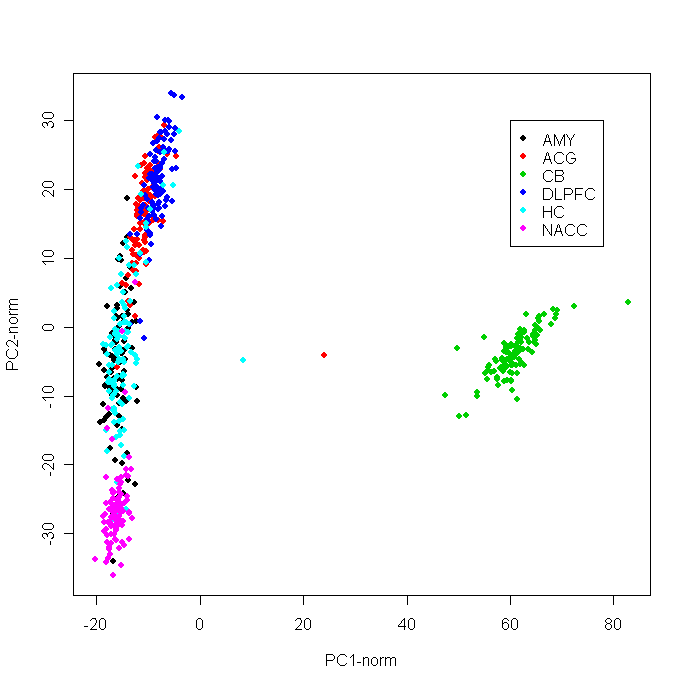 PC2-norm
30
20
10
0
-10
-20
-30
AMY
ACG
CB
DLPFC
HC
NACC
-20 0 20 40 60 80
PC1-norm